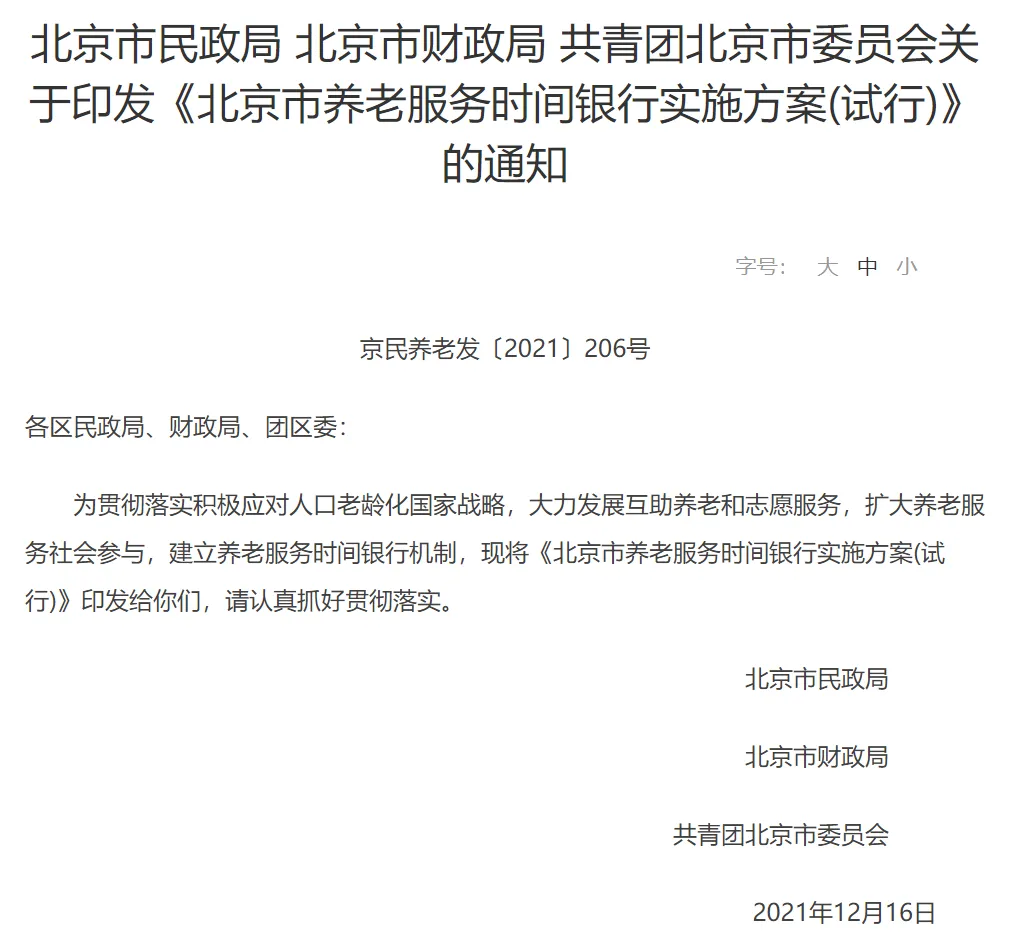 北京市民政局 北京市财政局 共青团北京市委员会关
于印发《北京市养老服务时间银行实施方案(试行)》
的通知
字号： 大 中 小
京民养老发〔2021〕206号
各区民政局、财政局、团区委：
为贯彻落实积极应对人口老龄化国家战略，大力发展互助养老和志愿服务，扩大养老服
务社会参与，建立养老服务时间银行机制，现将《北京市养老服务时间银行实施方案(试
行)》印发给你们，请认真抓好贯彻落实。
北京市民政局
北京市财政局
共青团北京市委员会
2021年12月16日